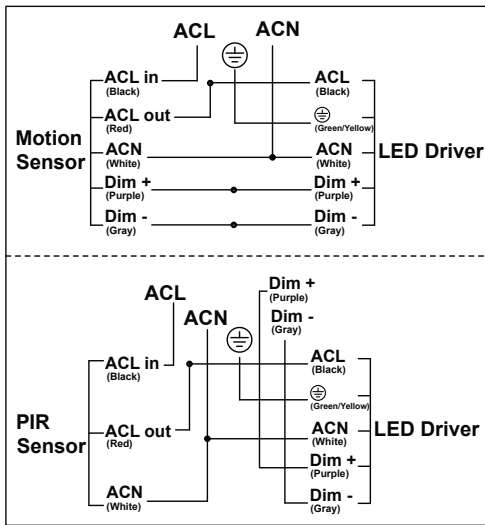 ACL ACN
ACL in ACL
(Black) (Black)
ACL out
(Red) (Green/Yellow)
Motion
Sensor
ACN ACN LED Driver
(White) (White)
Dim + Dim +
(Purple) (Purple)
Dim - Dim -
(Gray) (Gray)
Dim +
(Purple)
ACL
ACN Dim -
(Gray)
ACL in ACL
(Black) (Black)
(Green/Yellow)
PIR
Sensor
ACL out ACN LED Driver
(Red) (White)
Dim +
(Purple)
ACN Dim -
(White) (Gray)